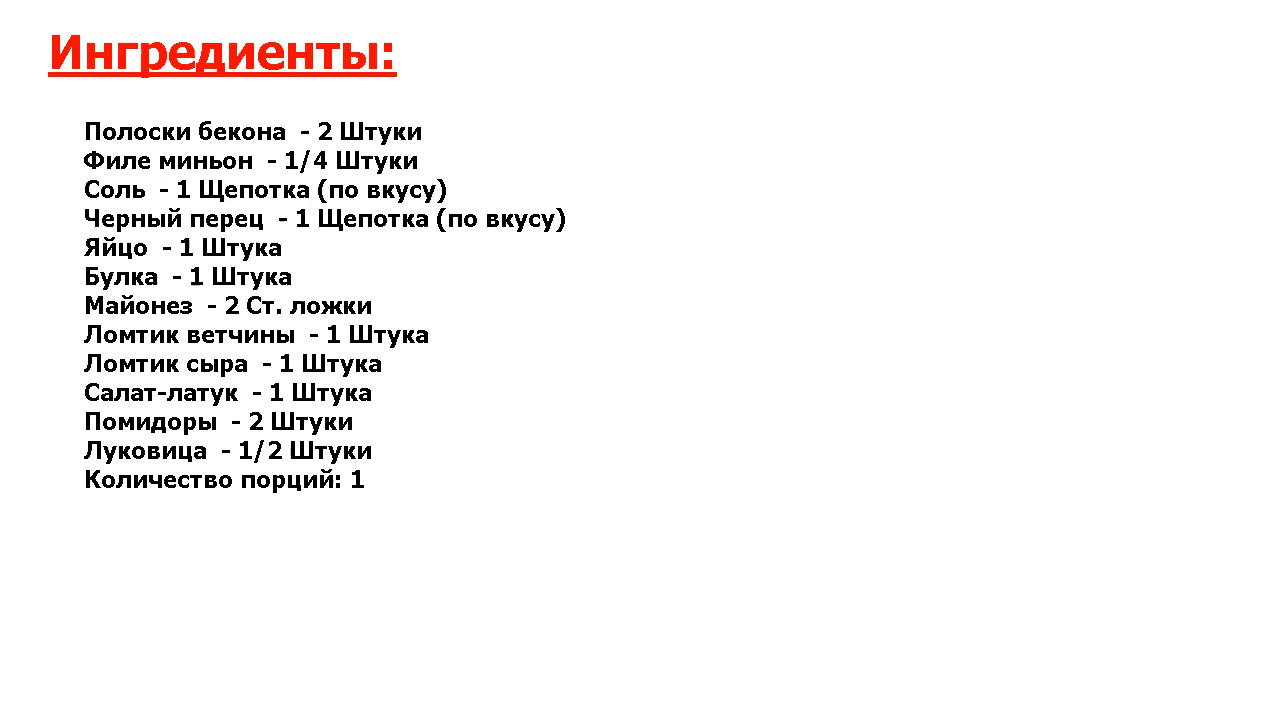 Ингредиенты:
Полоски бекона - 2 Штуки
Филе миньон - 1/4 Штуки
Соль - 1 Щепотка (по вкусу)
Черный перец - 1 Щепотка (по вкусу)
Яйцо - 1 Штука
Булка - 1 Штука
Майонез - 2 Ст. ложки
Ломтик ветчины - 1 Штука
Ломтик сыра - 1 Штука
Салат-латук - 1 Штука
Помидоры - 2 Штуки
Луковица - 1/2 Штуки
Количество порций: 1